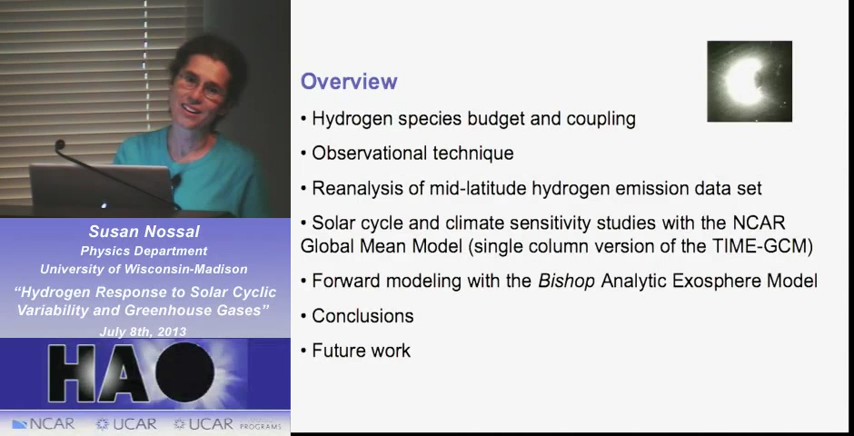 Overview
• Hydrogen species budget and coupling
• Observational technique
• Reanalysis of mid-latitude hydrogen emission data set
• Solar cycle and climate sensitivity studies with the NCAR
Global Mean Model (single column version of the TIME-GCM)
• Forward modeling with the Bishop Analytic Exosphere Model
• Conclusions
• Future work
Susan Nossal
Physics Department
University of Wisconsin-Madison
“Hydrogen Response to Solar Cyclic
Variability and Greenhouse Gases”
July 8th, 2013
HAO
NCAR UCAR UCAR PROGRAMS